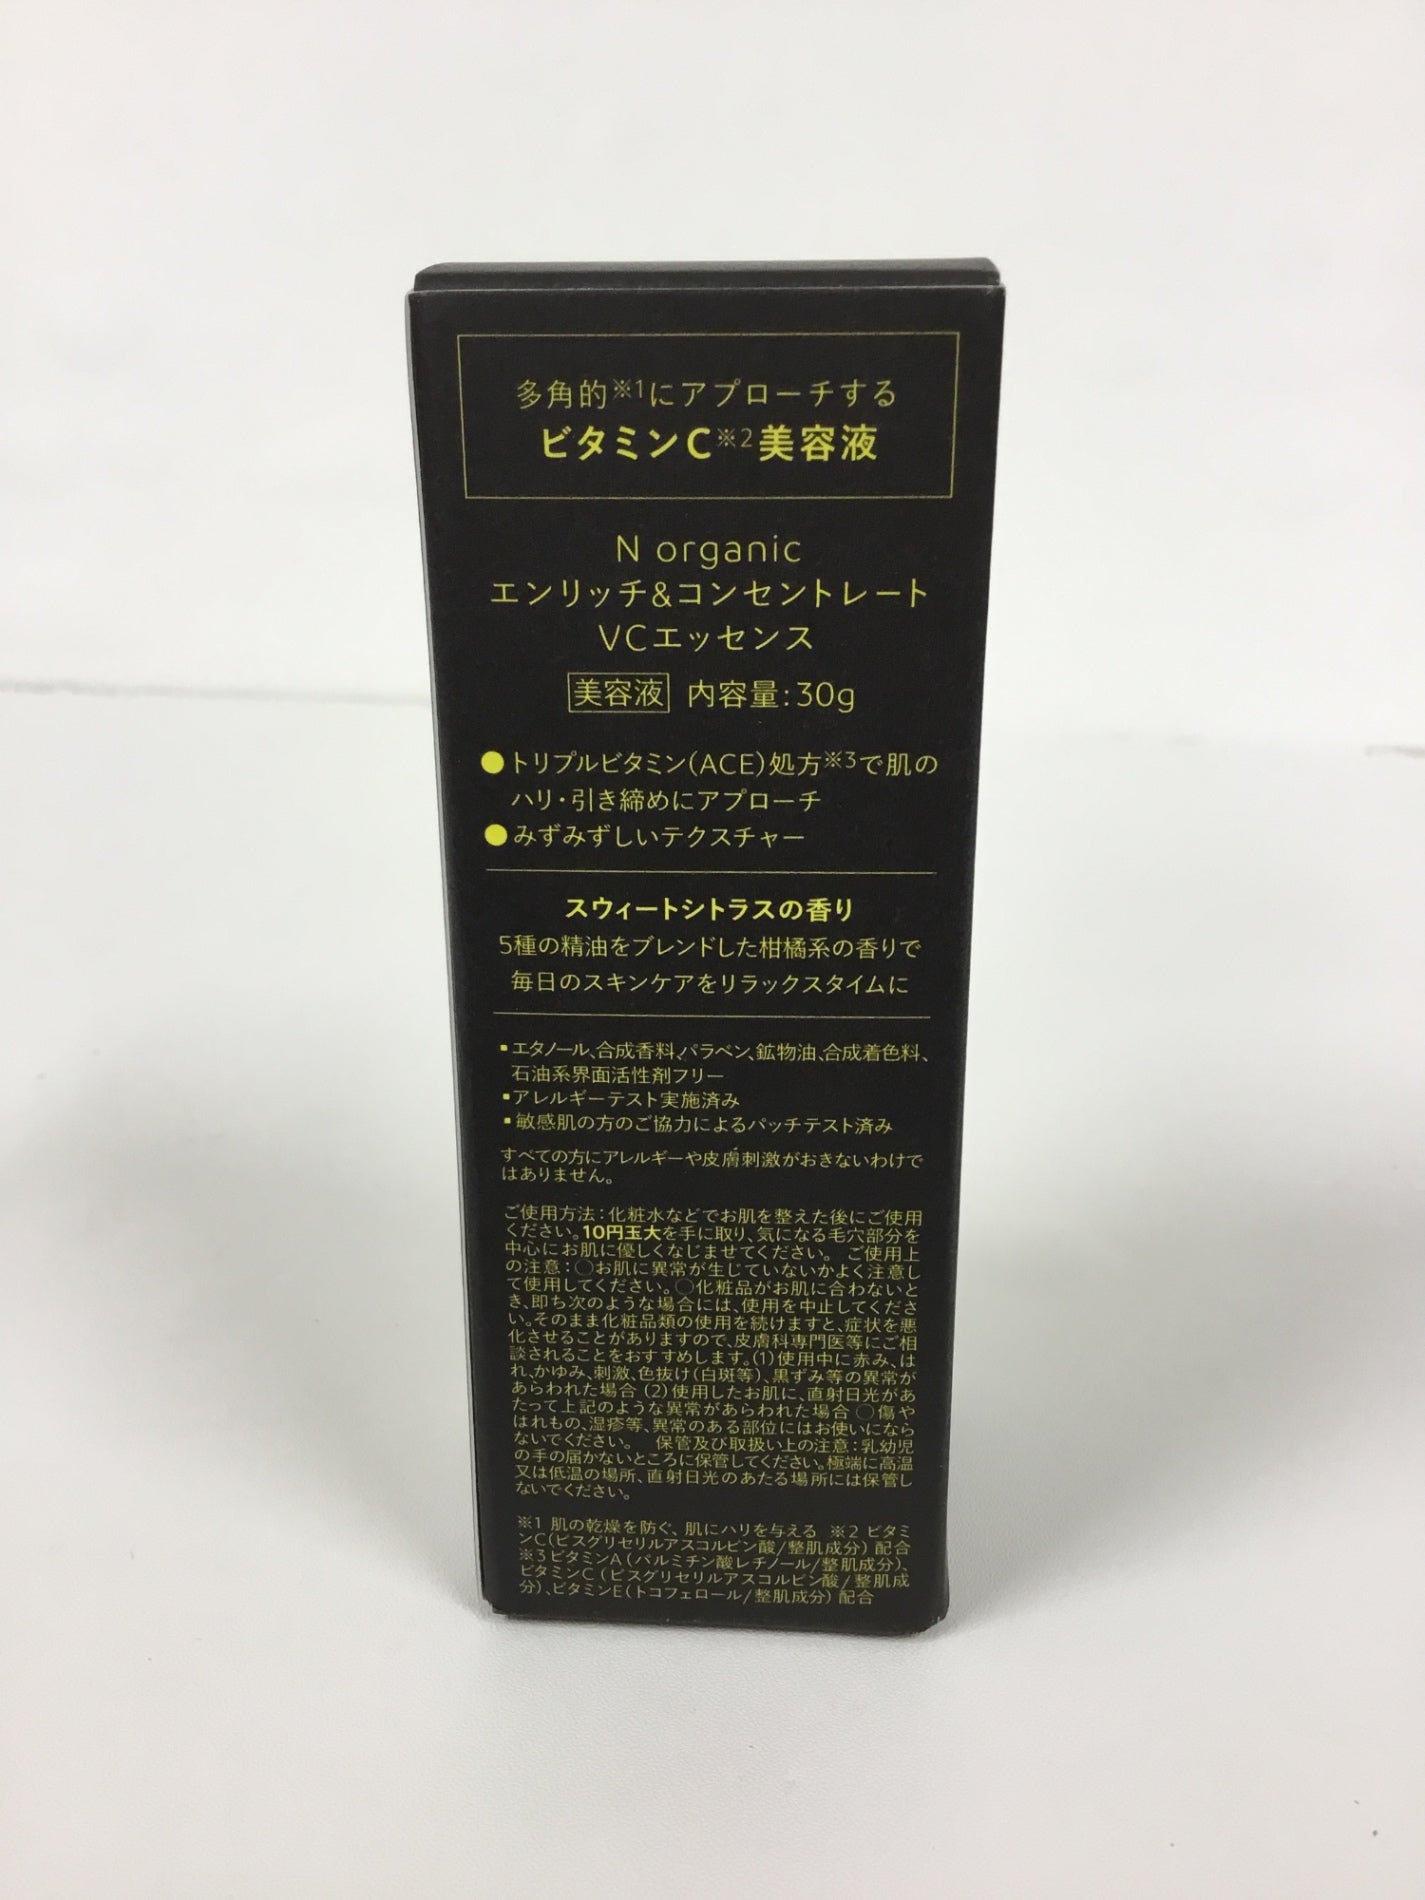 多角的※1にアプローチする
ビタミンC※2美容液
N organic
エンリッチ&コンセントレート
VCエッセンス
美容液 内容量:30g
●トリプルビタミン(ACE)処方※3で肌の
ハリ・引き締めにアプローチ
●みずみずしいテクスチャー
スウィートシトラスの香り
5種の精油をブレンドした柑橘系の香りで
毎日のスキンケアをリラックスタイムに
▪エタノール、合成香料、パラベン、鉱物油、合成着色料、
石油系界面活性剤フリー
▪アレルギーテスト実施済み
▪敏感肌の方のご協力によるパッチテスト済み
すべての方にアレルギーや皮膚刺激がおきないわけで
はありません。
ご使用方法:化粧水などでお肌を整えた後にご使用
ください。10円玉大を手に取り、気になる毛穴部分を
中心にお肌に優しくなじませてください。 ご使用上
の注意:○お肌に異常が生じていないかよく注意し
て使用してください。○化粧品がお肌に合わないと
き、即ち次のような場合には、使用を中止してくださ
い。そのまま化粧品類の使用を続けますと、症状を悪
化させることがありますので、皮膚科専門医等にご相
談されることをおすすめします。(1)使用中に赤み、は
れ、かゆみ、刺激、色抜け(白斑等)、黒ずみ等の異常が
あらわれた場合 (2)使用したお肌に、直射日光があ
たって上記のような異常があらわれた場合 ○傷や
はれもの、湿疹等、異常のある部位にはお使いになら
ないでください。 保管及び取扱い上の注意:乳幼児
の手の届かないところに保管してください。極端に高温
又は低温の場所、直射日光のあたる場所には保管し
ないでください。
※1 肌の乾燥を防ぐ、肌にハリを与える ※2 ビタミ
ンC(ビスグリセリルアスコルビン酸/整肌成分) 配合
※3 ビタミンA(パルミチン酸レチノール/整肌成分)、
ビタミンC(ビスグリセリルアスコルビン酸/整肌成
分)、ビタミンE(トコフェロール/整肌成分) 配合